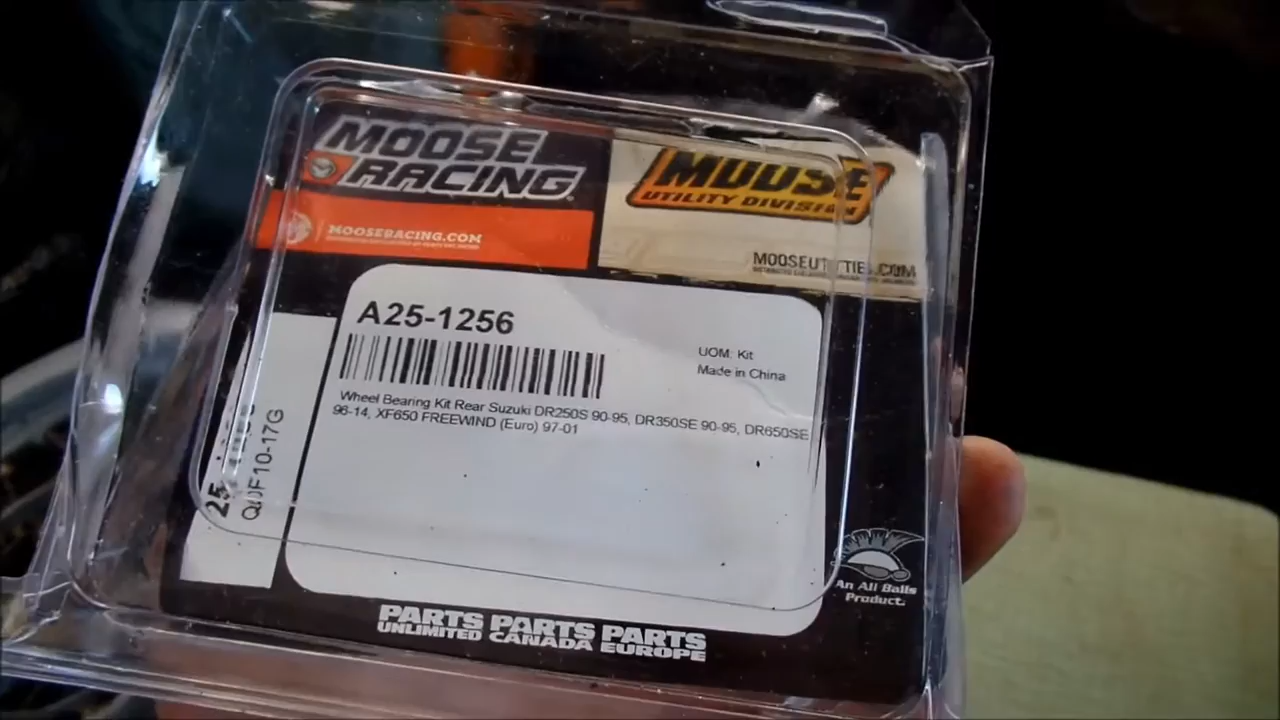 MOOSE
RACING
MOOSERACING.COM
MOOSE
UTILITY DIVISION
A25-1256
UOM: Kit
Made in China
Wheel Bearing Kit Rear Suzuki DR250S 90-95, DR350SE 90-95, DR650SE
96-14, XF650 FREEWIND (Euro) 97-01
An All Balls
Product.
PARTS PARTS PARTS
UNLIMITED CANADA EUROPE